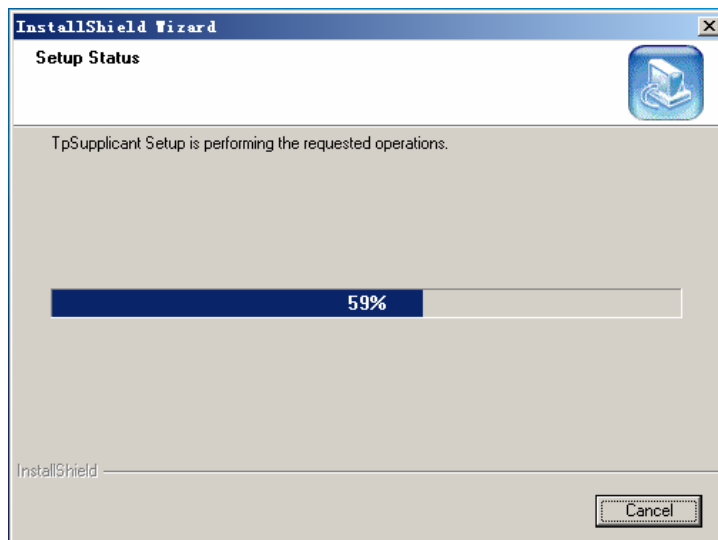 InstallShield Wizard
Setup Status
TpSupplicant Setup is performing the requested operations.
59%
InstallShield
Cancel